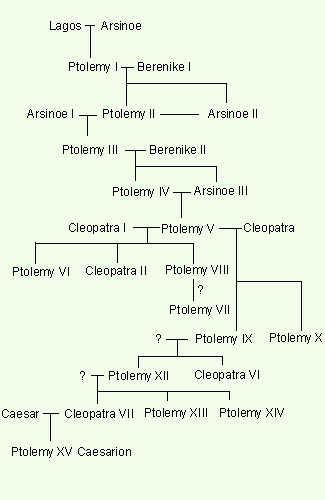 Lagos Arsinoe
Ptolemy I Berenike I
Arsinoe I Ptolemy II Arsinoe II
Ptolemy III Berenike II
Ptolemy IV Arsinoe III
Cleopatra I Ptolemy V Cleopatra
Ptolemy VI Cleopatra II Ptolemy VIII
?
Ptolemy VII
? Ptolemy IX Ptolemy X
? Ptolemy XII Cleopatra VI
Caesar Cleopatra VII Ptolemy XIII Ptolemy XIV
Ptolemy XV Caesarion